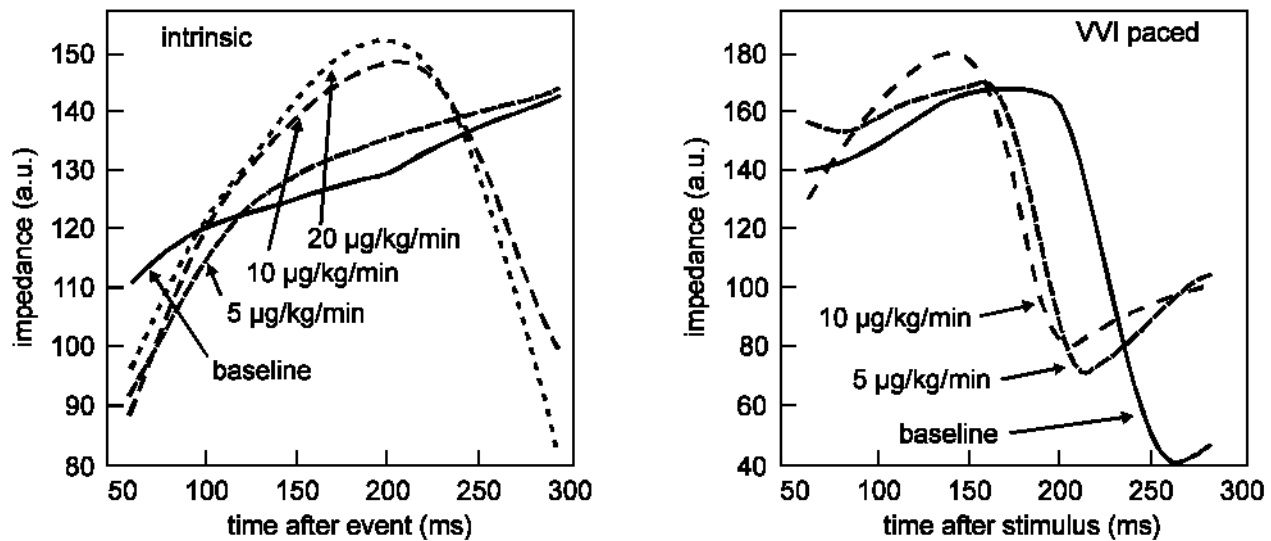 intrinsic
150
140
130
120
110
100
90
80
impedance (a.u.)
20 µg/kg/min
10 µg/kg/min
5 µg/kg/min
baseline
50 100 150 200 250 300
time after event (ms)
VVI paced
180
160
140
120
100
80
60
40
impedance (a.u.)
10 µg/kg/min
5 µg/kg/min
baseline
50 100 150 200 250 300
time after stimulus (ms)